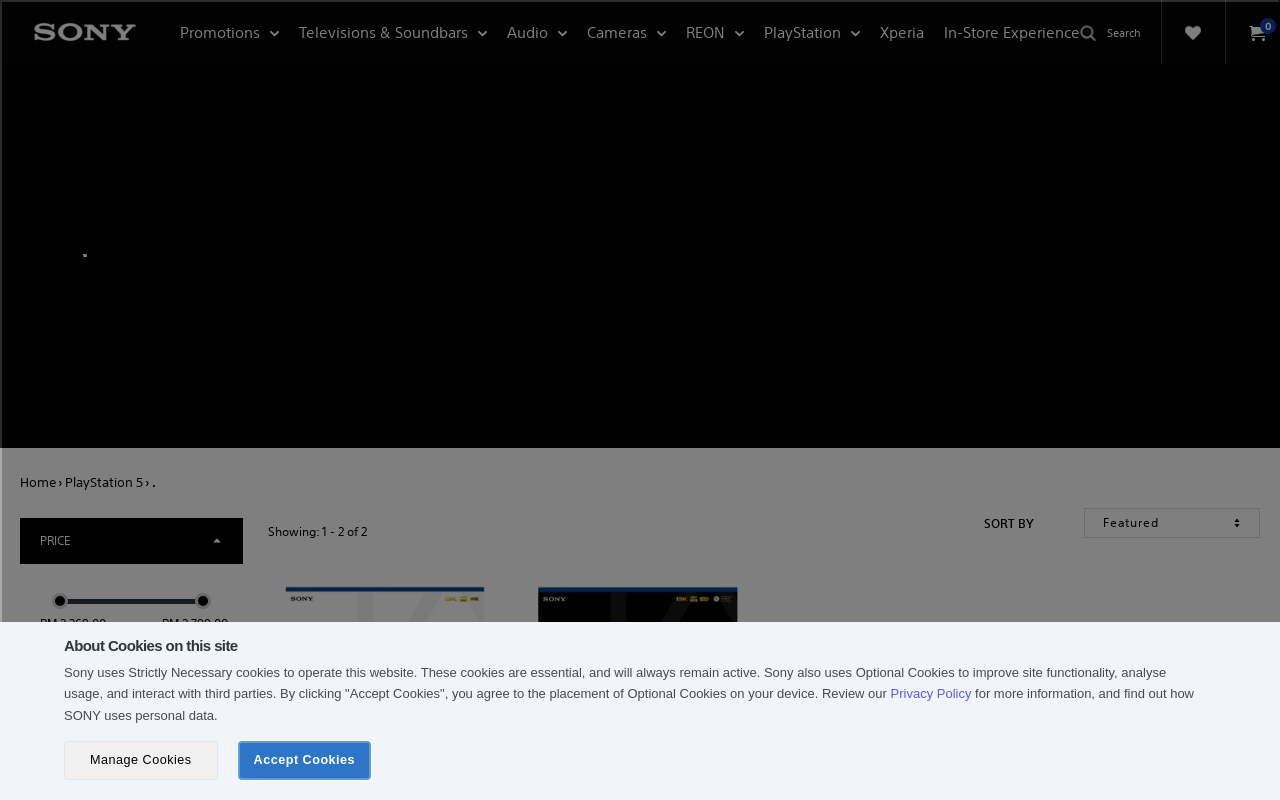 SONY
Promotions Televisions & Soundbars Audio Cameras REON PlayStation Xperia In-Store Experience Search 0
Home › PlayStation 5 › .
PRICE
Showing: 1 - 2 of 2
SORT BY Featured
SONY SONY
About Cookies on this site
Sony uses Strictly Necessary cookies to operate this website. These cookies are essential, and will always remain active. Sony also uses Optional Cookies to improve site functionality, analyse
usage, and interact with third parties. By clicking "Accept Cookies", you agree to the placement of Optional Cookies on your device. Review our Privacy Policy for more information, and find out how
SONY uses personal data.
Manage Cookies Accept Cookies